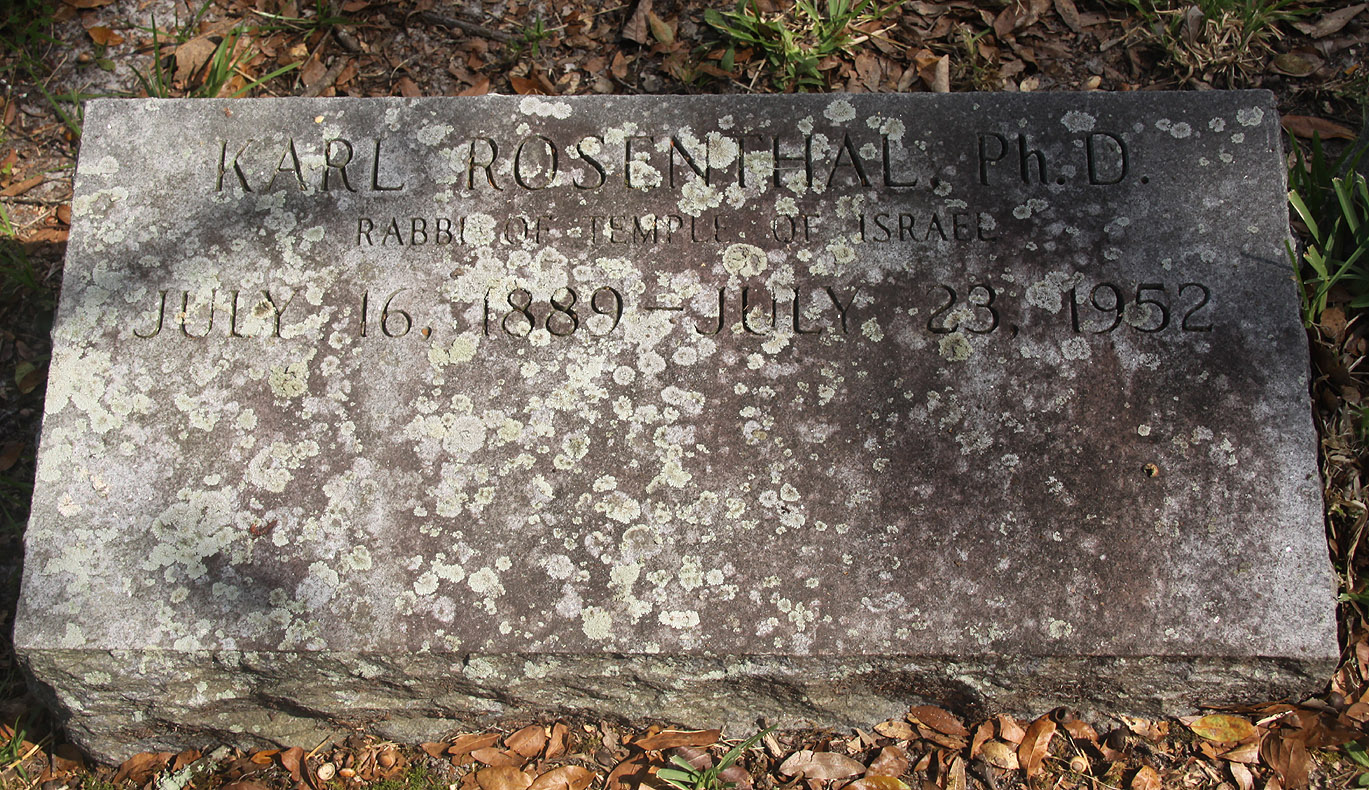 KARL ROSENTHAL, Ph.D.
RABBI OF TEMPLE OF ISRAEL
JULY 16, 1889 — JULY 23, 1952